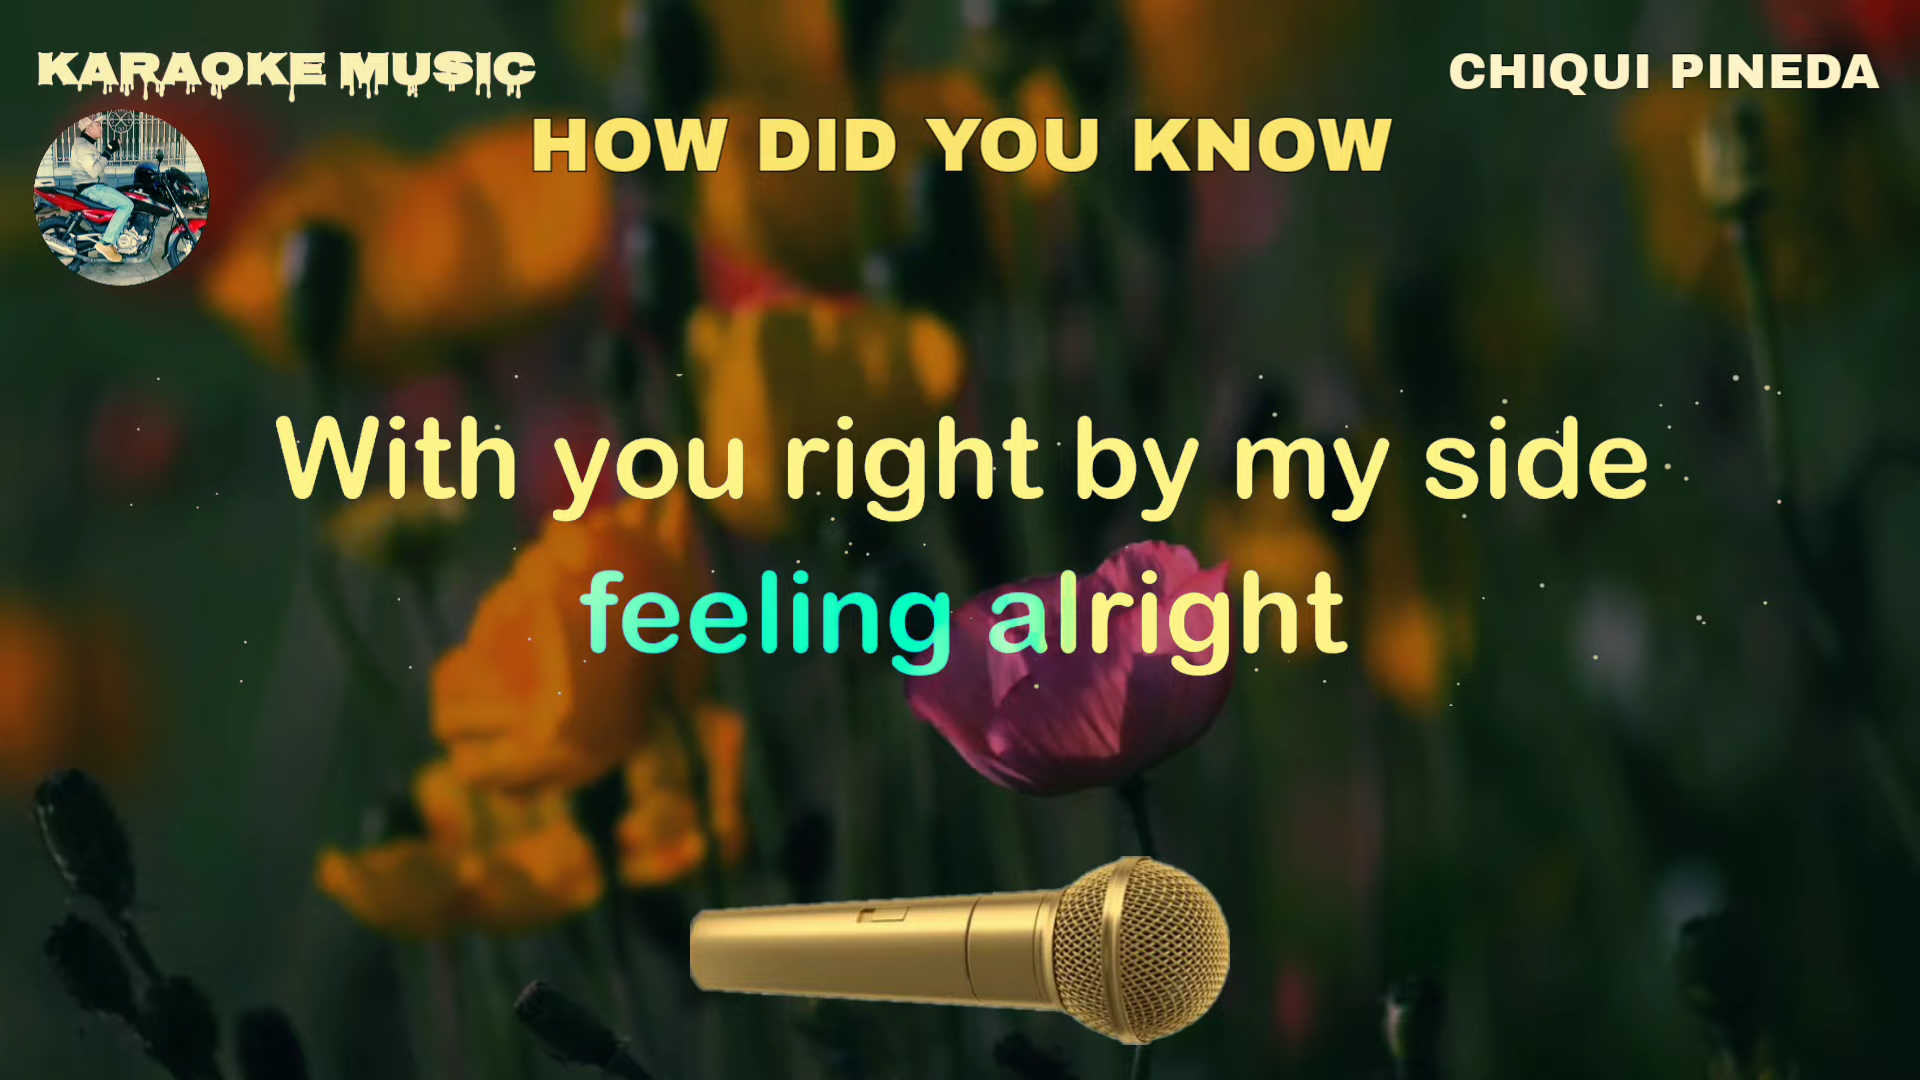 KARAOKE MUSIC
CHIQUI PINEDA
HOW DID YOU KNOW
With you right by my side
feeling alright